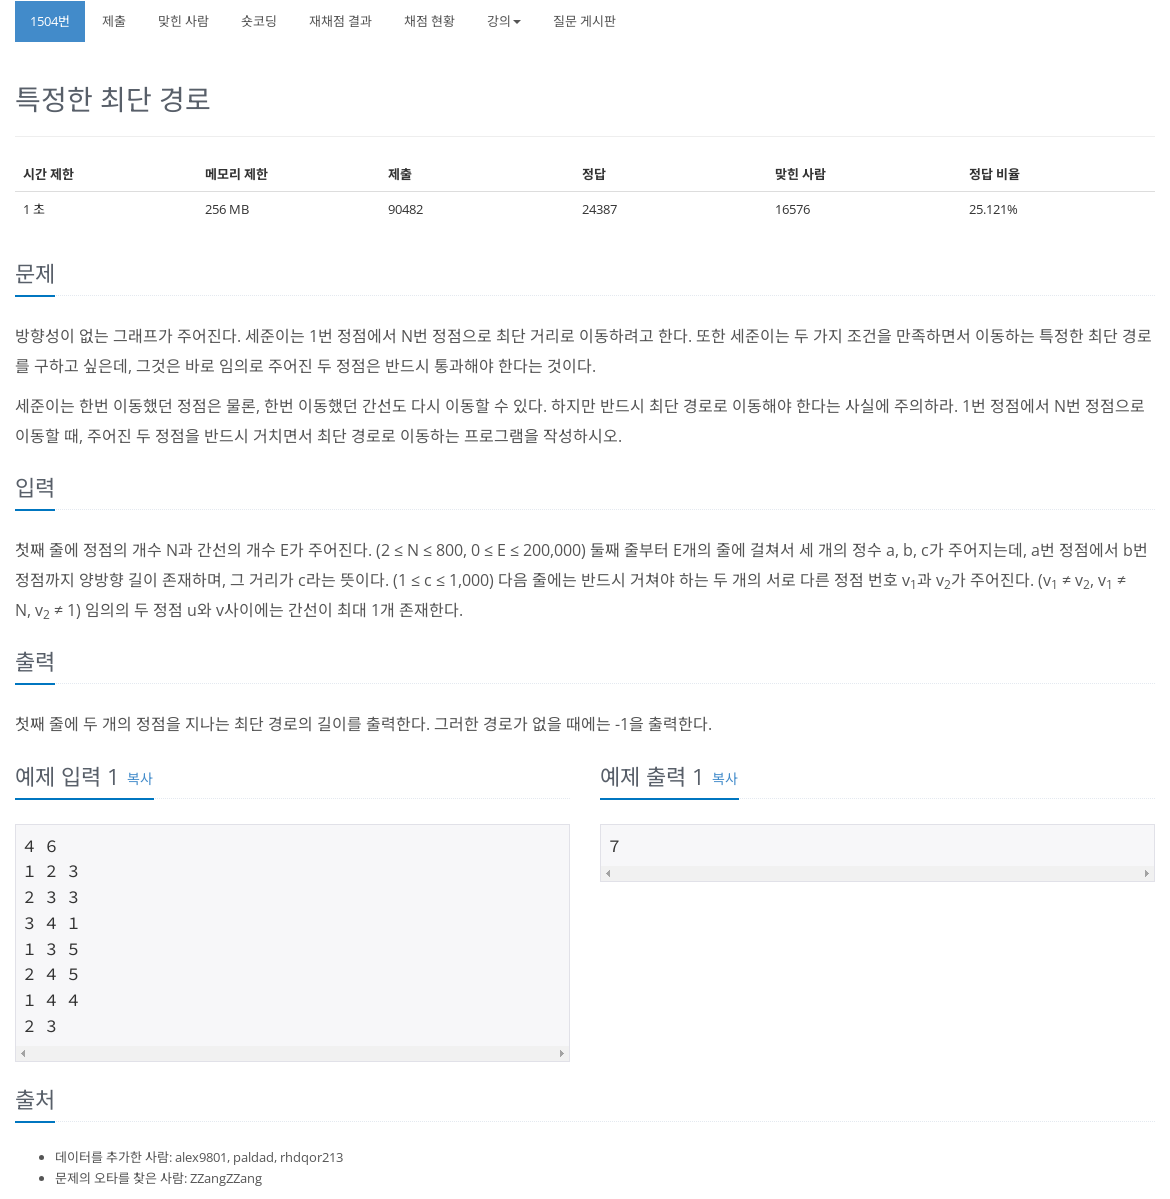 1504번 제출 맞힌 사람 숏코딩 재채점 결과 채점 현황 강의 질문 게시판
특정한 최단 경로
시간 제한 메모리 제한 제출 정답 맞힌 사람 정답 비율
1 초 256 MB 90482 24387 16576 25.121%
문제
방향성이 없는 그래프가 주어진다. 세준이는 1번 정점에서 N번 정점으로 최단 거리로 이동하려고 한다. 또한 세준이는 두 가지 조건을 만족하면서 이동하는 특정한 최단 경로
를 구하고 싶은데, 그것은 바로 임의로 주어진 두 정점은 반드시 통과해야 한다는 것이다.
세준이는 한번 이동했던 정점은 물론, 한번 이동했던 간선도 다시 이동할 수 있다. 하지만 반드시 최단 경로로 이동해야 한다는 사실에 주의하라. 1번 정점에서 N번 정점으로
이동할 때, 주어진 두 정점을 반드시 거치면서 최단 경로로 이동하는 프로그램을 작성하시오.
입력
첫째 줄에 정점의 개수 N과 간선의 개수 E가 주어진다. (2 ≤ N ≤ 800, 0 ≤ E ≤ 200,000) 둘째 줄부터 E개의 줄에 걸쳐서 세 개의 정수 a, b, c가 주어지는데, a번 정점에서 b번
정점까지 양방향 길이 존재하며, 그 거리가 c라는 뜻이다. (1 ≤ c ≤ 1,000) 다음 줄에는 반드시 거쳐야 하는 두 개의 서로 다른 정점 번호 v1과 v2가 주어진다. (v1 ≠ v2, v1 ≠
N, v2 ≠ 1) 임의의 두 정점 u와 v사이에는 간선이 최대 1개 존재한다.
출력
첫째 줄에 두 개의 정점을 지나는 최단 경로의 길이를 출력한다. 그러한 경로가 없을 때에는 -1을 출력한다.
예제 입력 1 복사
4 6
1 2 3
2 3 3
3 4 1
1 3 5
2 4 5
1 4 4
2 3
예제 출력 1 복사
7
출처
데이터를 추가한 사람: alex9801, paldad, rhdqor213
문제의 오타를 찾은 사람: ZZangZZang